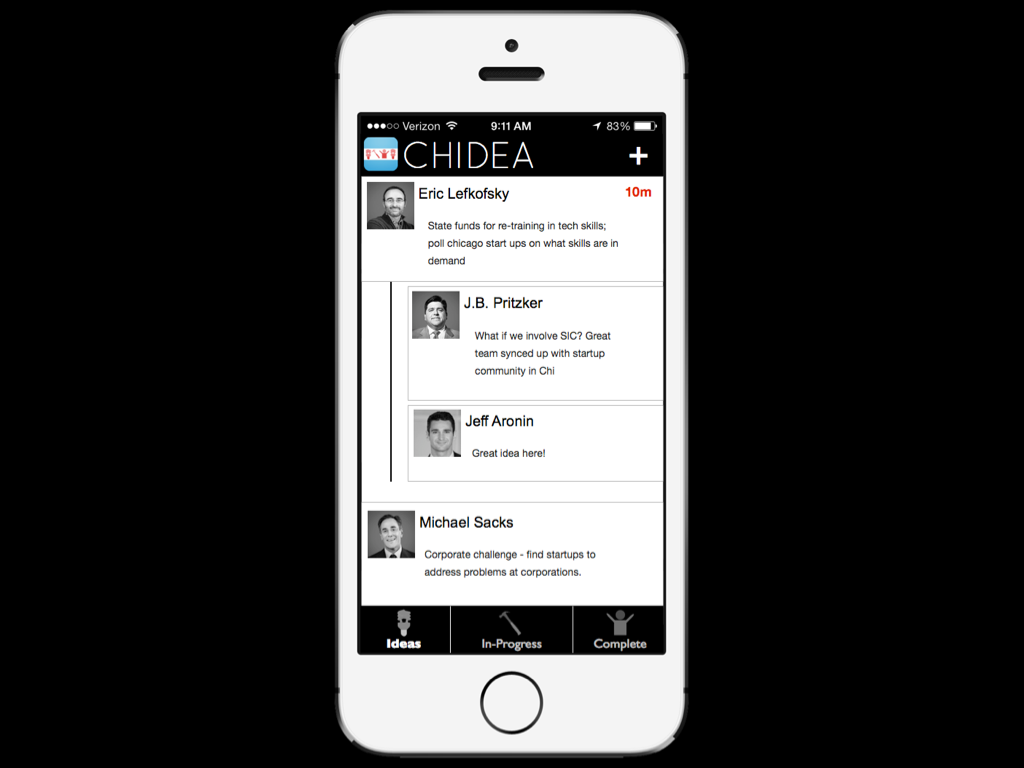 Verizon 9:11 AM 83%
CHIDEA +
Eric Lefkofsky 10m
State funds for re-training in tech skills;
poll chicago start ups on what skills are in
demand
J.B. Pritzker
What if we involve SIC? Great
team synced up with startup
community in Chi
Jeff Aronin
Great idea here!
Michael Sacks
Corporate challenge - find startups to
address problems at corporations.
Ideas In-Progress Complete